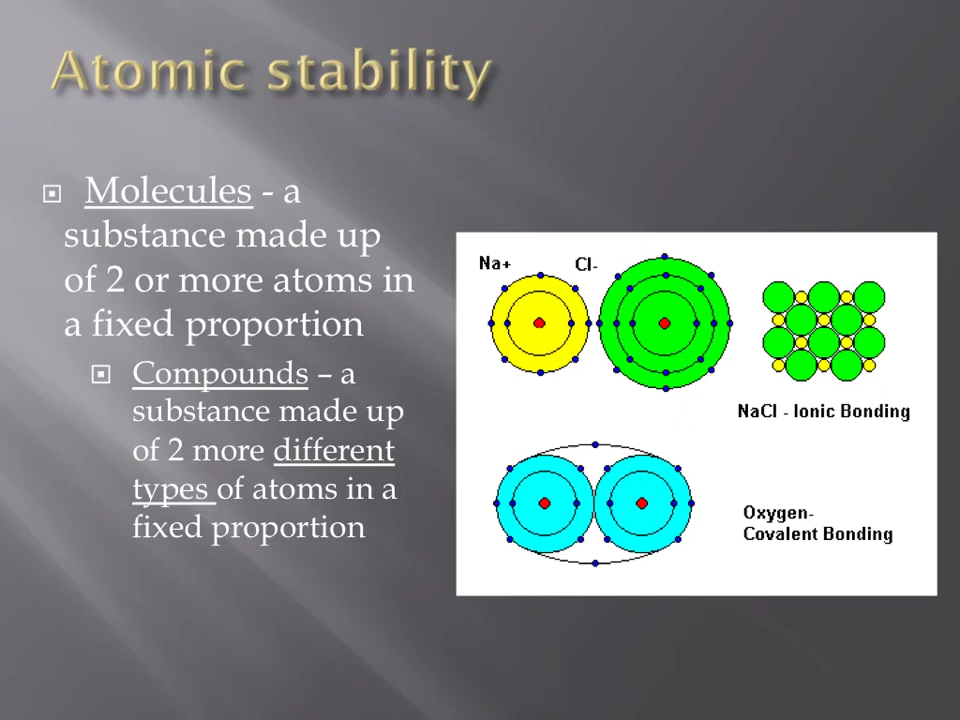 Atomic stability
Molecules - a
substance made up
of 2 or more atoms in
a fixed proportion
Compounds – a
substance made up
of 2 more different
types of atoms in a
fixed proportion
Na+
Cl-
NaCl - Ionic Bonding
Oxygen-
Covalent Bonding